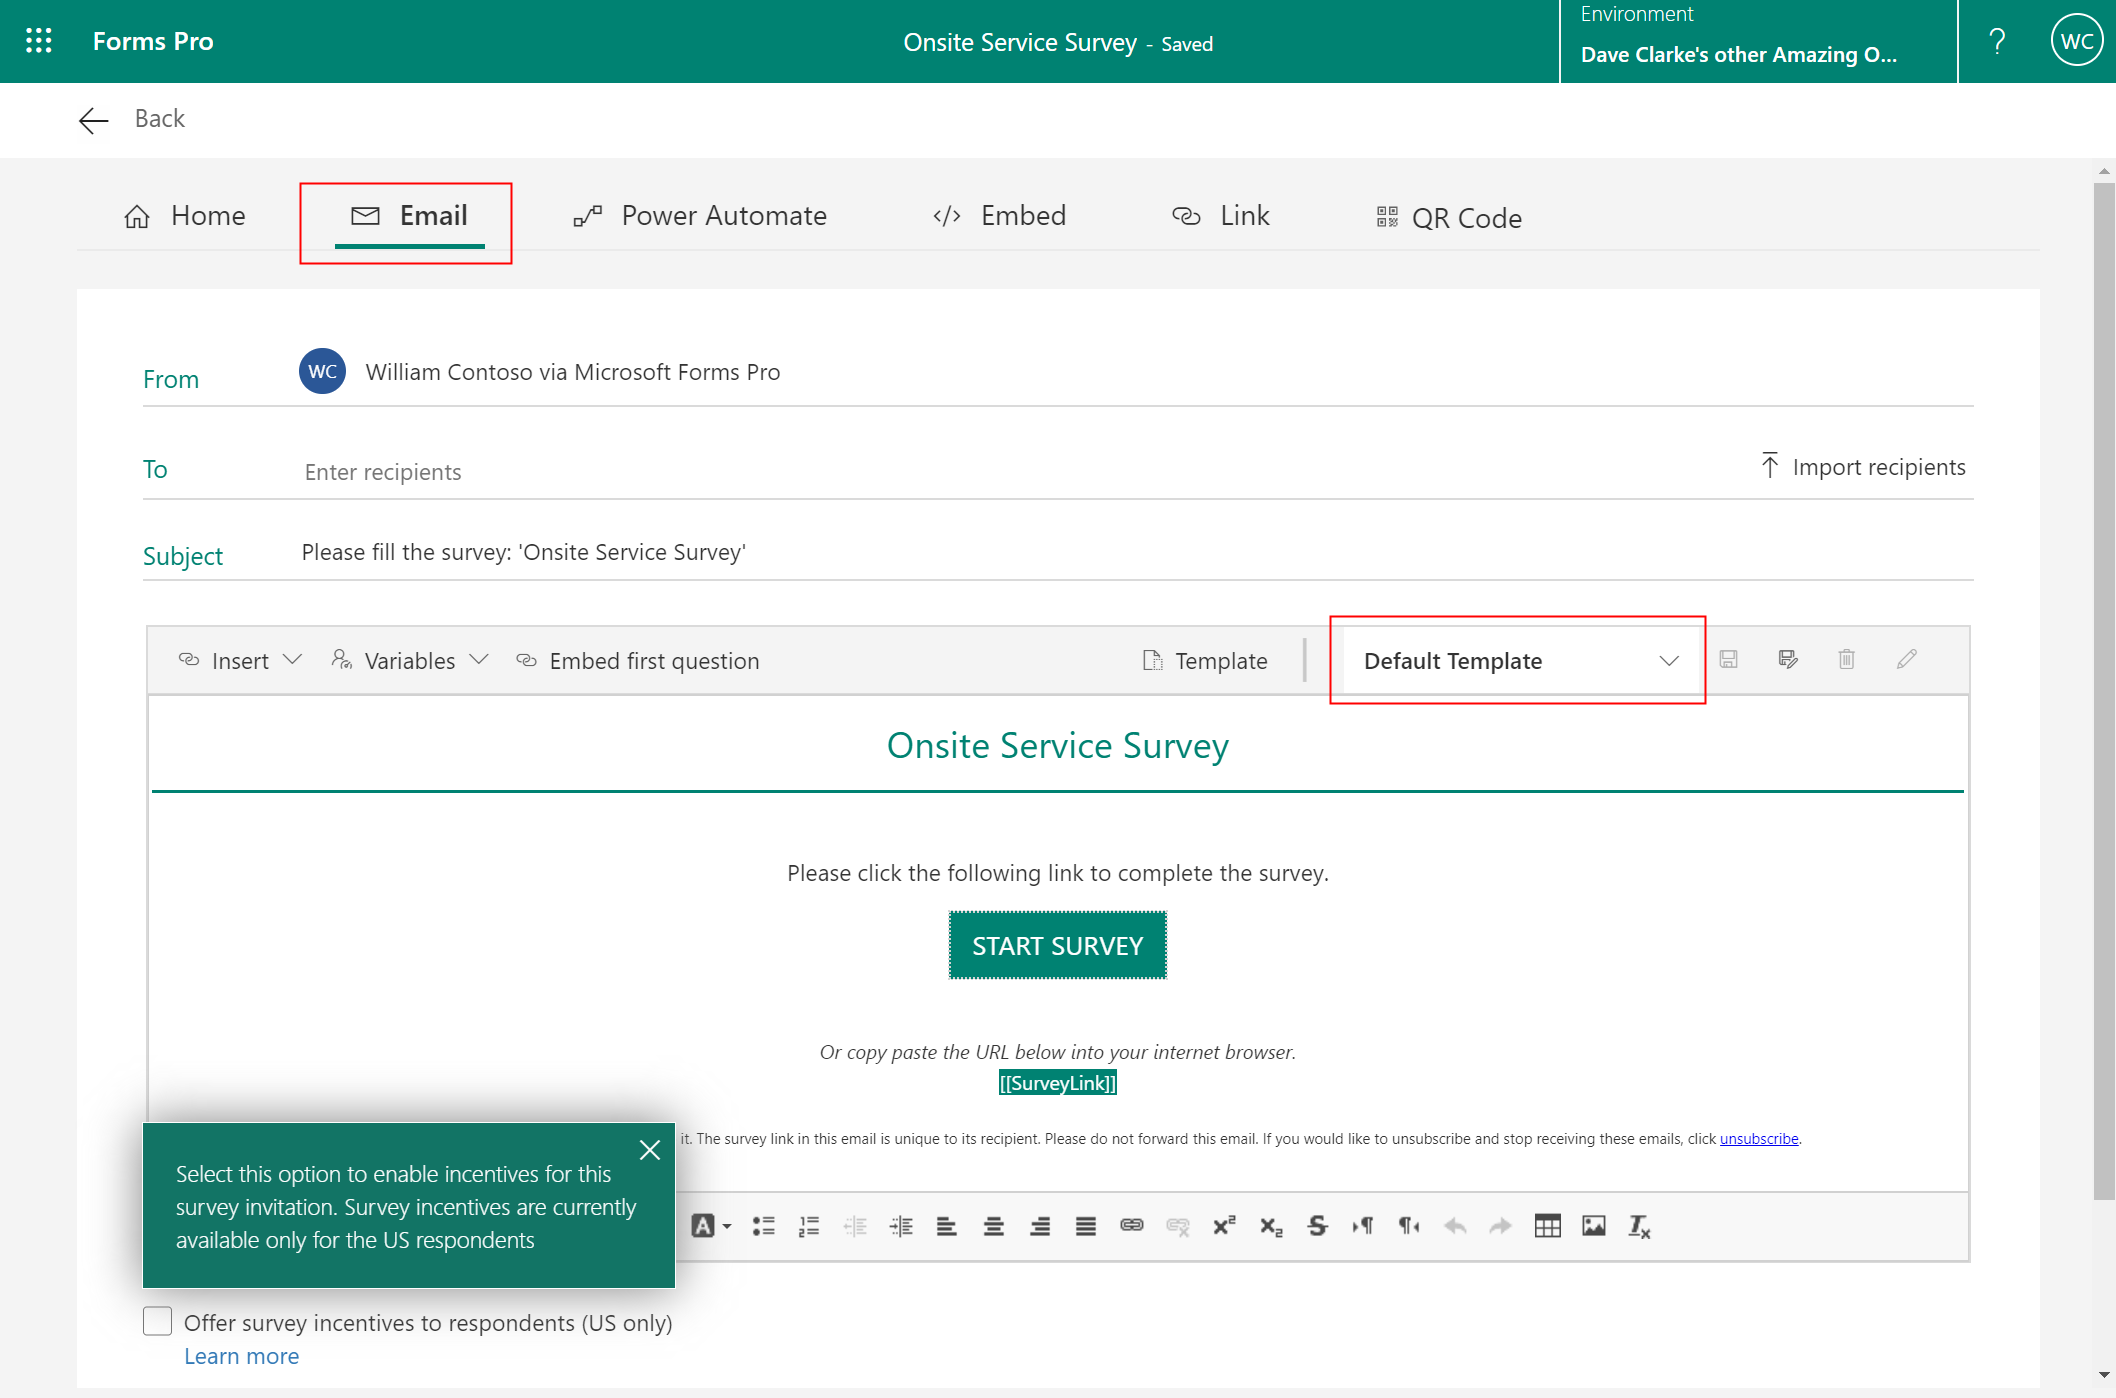 Forms Pro
Onsite Service Survey - Saved
Environment
Dave Clarke's other Amazing O...
?
WC
Back
Home
Email
Power Automate
Embed
Link
QR Code
From
WC
William Contoso via Microsoft Forms Pro
To
Enter recipients
Import recipients
Subject
Please fill the survey: 'Onsite Service Survey'
Insert
Variables
Embed first question
Template
Default Template
Onsite Service Survey
Please click the following link to complete the survey.
START SURVEY
Or copy paste the URL below into your internet browser.
[[SurveyLink]]
it. The survey link in this email is unique to its recipient. Please do not forward this email. If you would like to unsubscribe and stop receiving these emails, click unsubscribe.
Select this option to enable incentives for this
survey invitation. Survey incentives are currently
available only for the US respondents
Offer survey incentives to respondents (US only)
Learn more